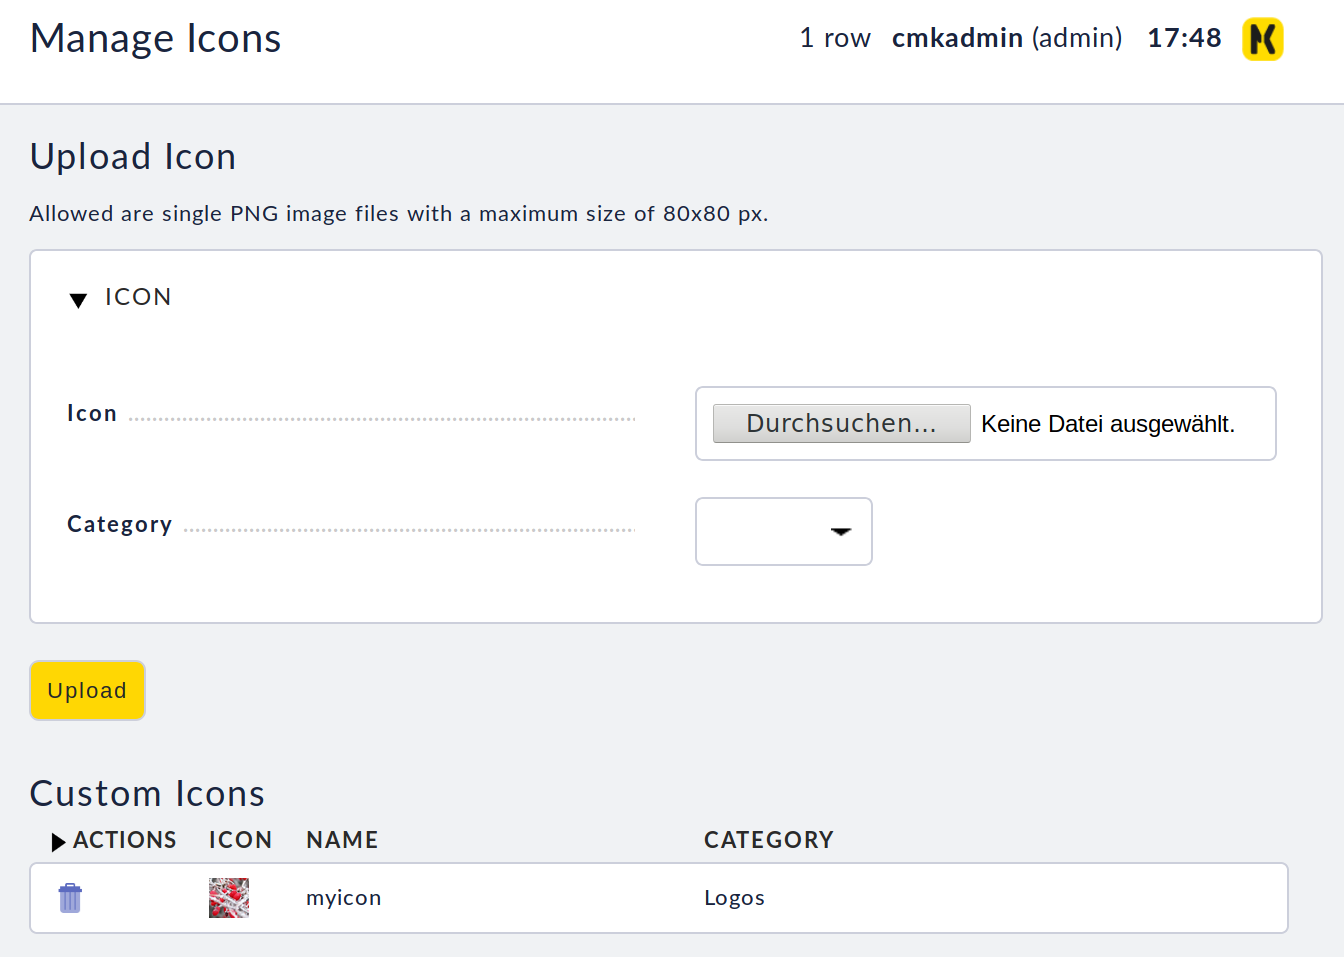 Manage Icons 1 row cmkadmin (admin) 17:48
Upload Icon
Allowed are single PNG image files with a maximum size of 80x80 px.
ICON
Icon Durchsuchen... Keine Datei ausgewählt.
Category
Upload
Custom Icons
ACTIONS ICON NAME CATEGORY
myicon Logos